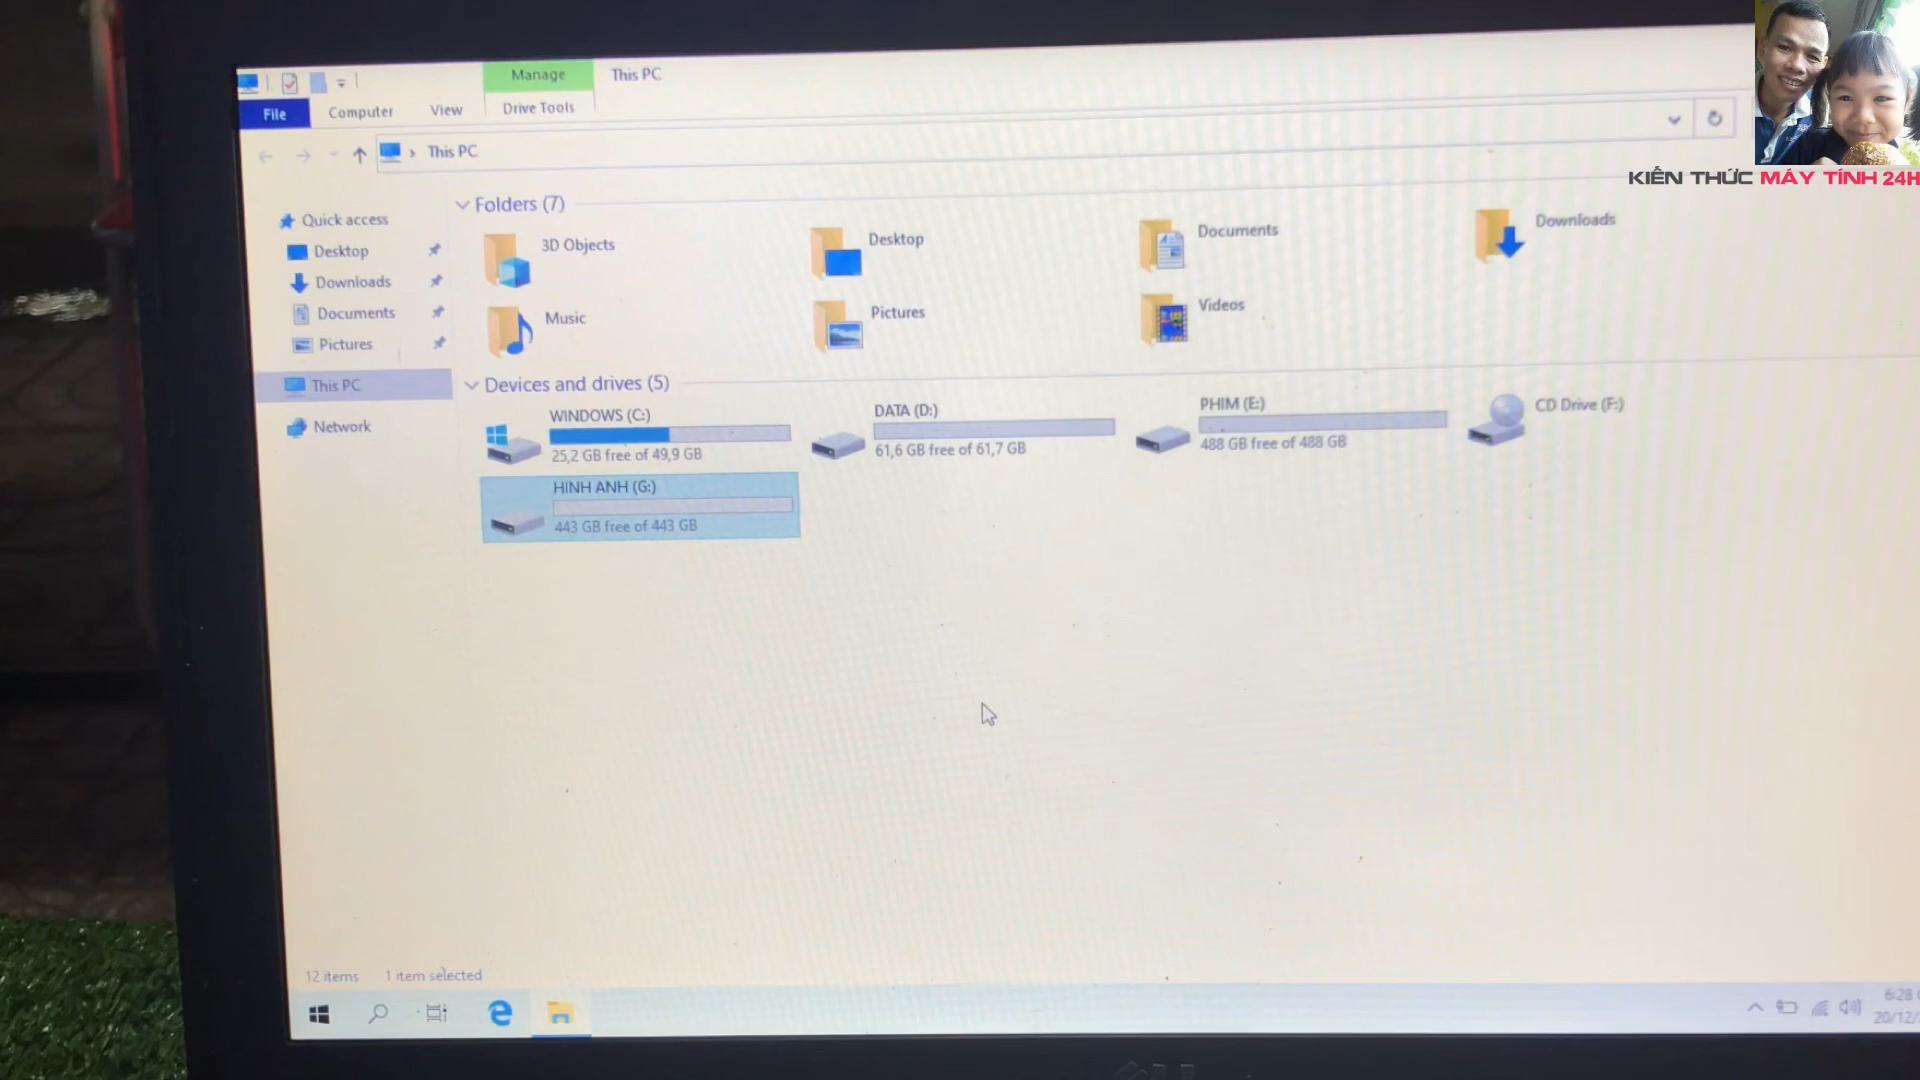 Manage
This PC
File
Computer
View
Drive Tools
This PC
KIẾN THỨC MÁY TÍNH 24H
Quick access
Desktop
Downloads
Documents
Pictures
This PC
Network
Folders (7)
3D Objects
Desktop
Documents
Downloads
Music
Pictures
Videos
Devices and drives (5)
WINDOWS (C:)
25,2 GB free of 49,9 GB
DATA (D:)
61,6 GB free of 61,7 GB
PHIM (E:)
488 GB free of 488 GB
CD Drive (F:)
HINH ANH (G:)
443 GB free of 443 GB
12 items
1 item selected
6:28
20/12/